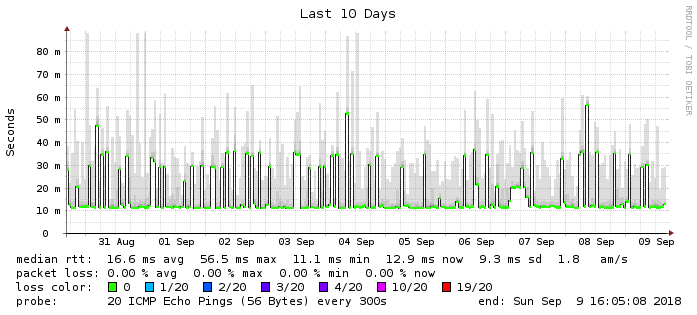 Last 10 Days
RRDTOOL / TOBI OETIKER
Seconds
80 m
70 m
60 m
50 m
40 m
30 m
20 m
10 m
0
31 Aug 01 Sep 02 Sep 03 Sep 04 Sep 05 Sep 06 Sep 07 Sep 08 Sep 09 Sep
median rtt: 16.6 ms avg 56.5 ms max 11.1 ms min 12.9 ms now 9.3 ms sd 1.8 am/s
packet loss: 0.00 % avg 0.00 % max 0.00 % min 0.00 % now
loss color: 0 1/20 2/20 3/20 4/20 10/20 19/20
probe: 20 ICMP Echo Pings (56 Bytes) every 300s end: Sun Sep 9 16:05:08 2018